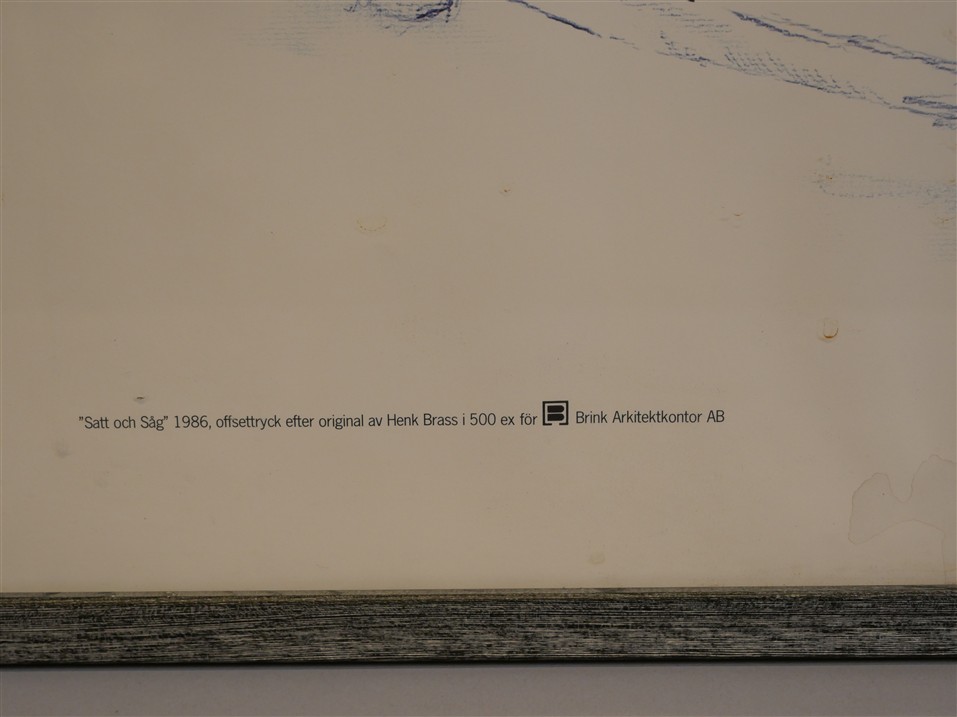 ”Satt och Såg” 1986, offsettryck efter original av Henk Brass i 500 ex för B Brink Arkitektkontor AB